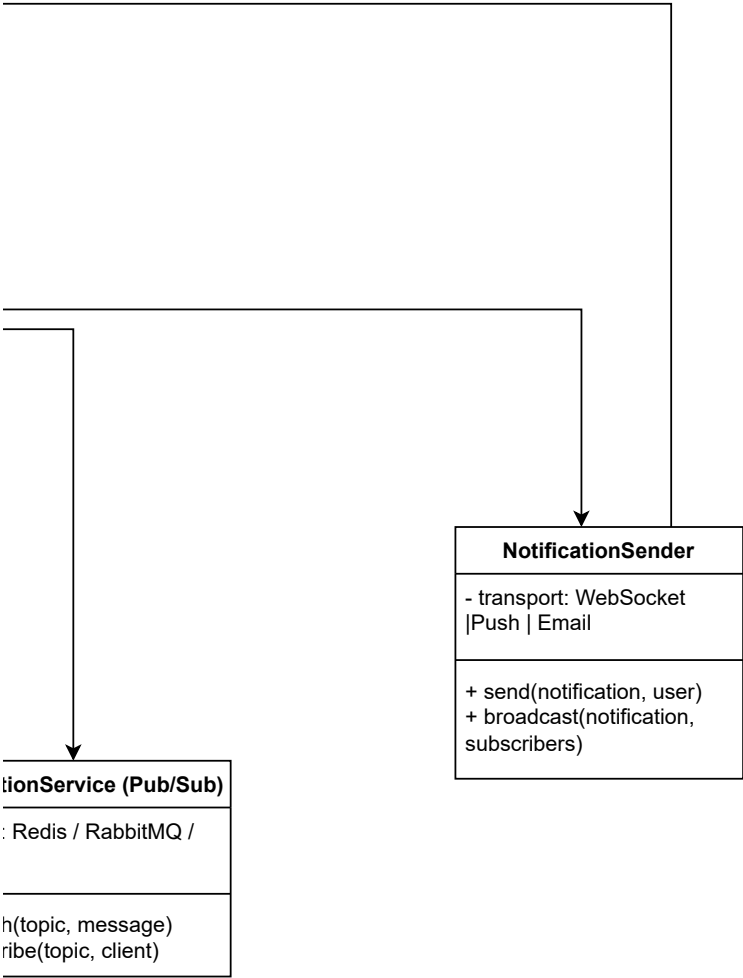 NotificationSender
- transport: WebSocket
|Push | Email
+ send(notification, user)
+ broadcast(notification,
subscribers)
tionService (Pub/Sub)
: Redis / RabbitMQ /
h(topic, message)
ribe(topic, client)